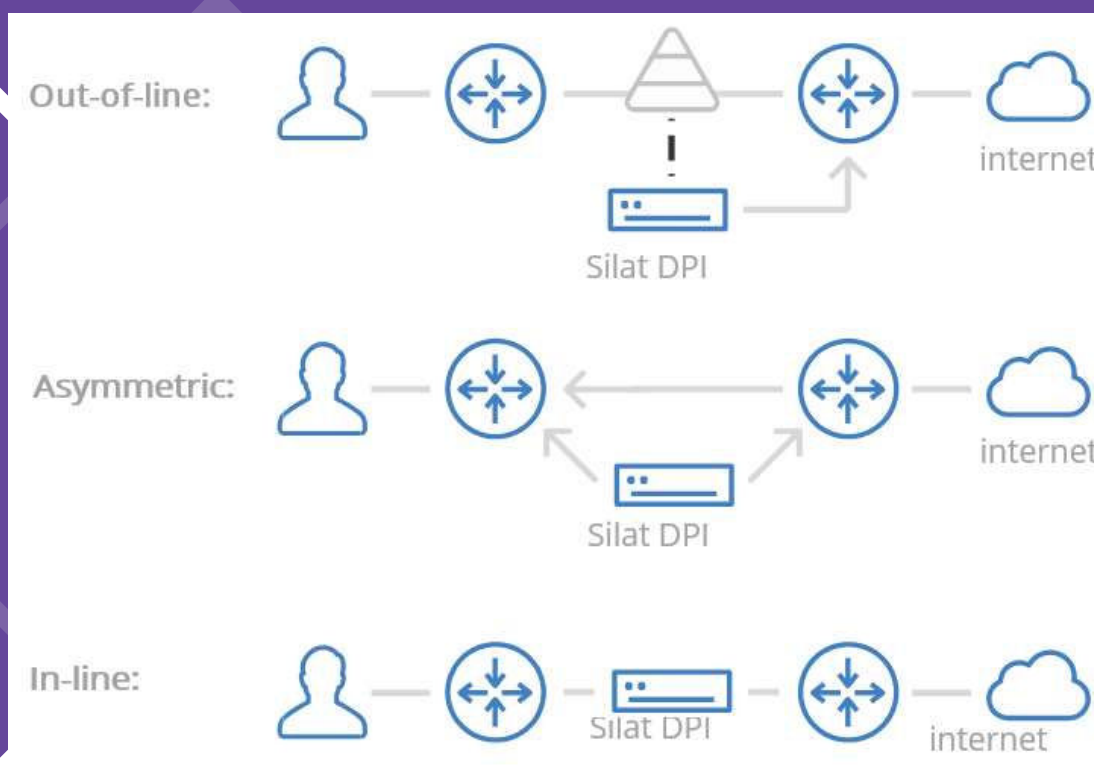 Out-of-line:
internet
Silat DPI
Asymmetric:
internet
Silat DPI
In-line:
Silat DPI
internet